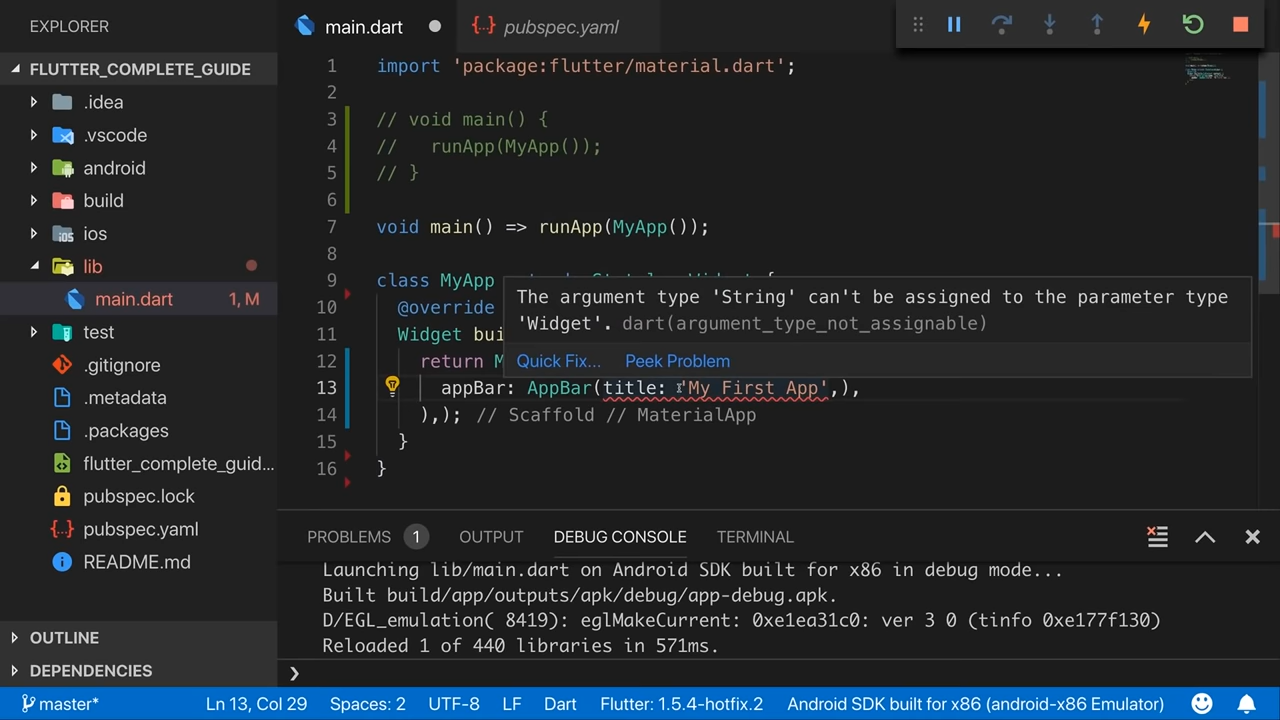 EXPLORER
main.dart
pubspec.yaml
FLUTTER_COMPLETE_GUIDE
.idea
.vscode
android
build
ios
lib
main.dart 1, M
test
.gitignore
.metadata
.packages
flutter_complete_guid...
pubspec.lock
pubspec.yaml
README.md
OUTLINE
DEPENDENCIES
1 import 'package:flutter/material.dart';
2
3 // void main() {
4 //   runApp(MyApp());
5 // }
6
7 void main() => runApp(MyApp());
8
9 class MyApp
10 @override
11 Widget bui
12 return M
13 appBar: AppBar(title: 'My First App',),
14 ),); // Scaffold // MaterialApp
15 }
16 }
The argument type 'String' can't be assigned to the parameter type
'Widget'. dart(argument_type_not_assignable)
Quick Fix... Peek Problem
PROBLEMS 1 OUTPUT DEBUG CONSOLE TERMINAL
Launching lib/main.dart on Android SDK built for x86 in debug mode...
Built build/app/outputs/apk/debug/app-debug.apk.
D/EGL_emulation( 8419): eglMakeCurrent: 0xe1ea31c0: ver 3 0 (tinfo 0xe177f130)
Reloaded 1 of 440 libraries in 571ms.
master* Ln 13, Col 29 Spaces: 2 UTF-8 LF Dart Flutter: 1.5.4-hotfix.2 Android SDK built for x86 (android-x86 Emulator)